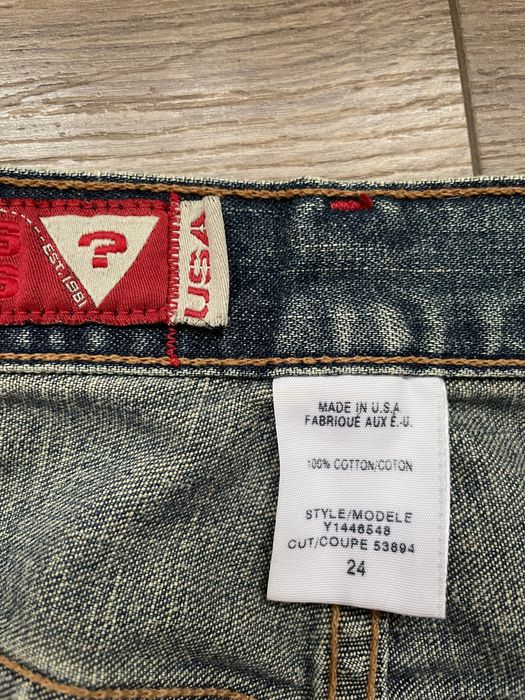 ?
EST. 1981
USA
MADE IN U.S.A
FABRIQUÉ AUX É.-U.
100% COTTON/COTON
STYLE/MODELE
Y1446548
CUT/COUPE 53694
24